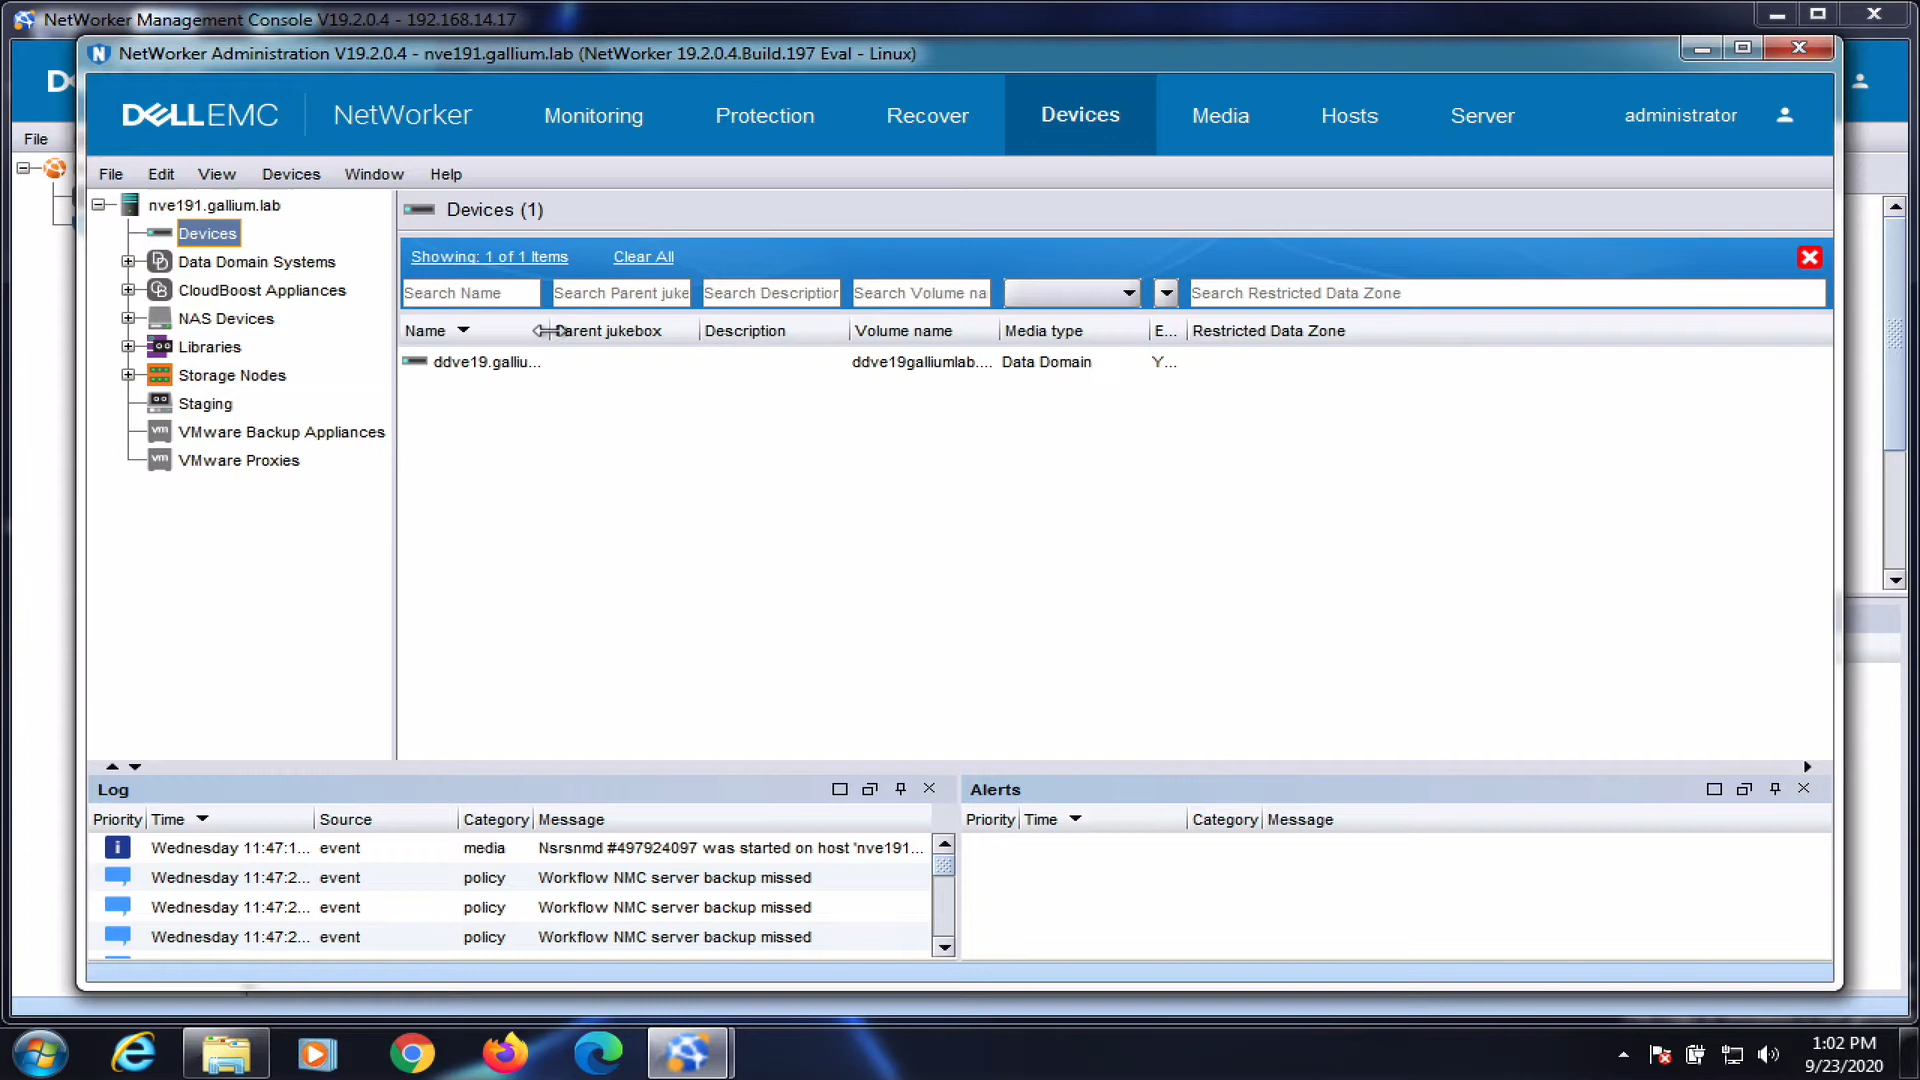 NetWorker Management Console V19.2.0.4 - 192.168.14.17
NetWorker Administration V19.2.0.4 - nve191.gallium.lab (NetWorker 19.2.0.4.Build.197 Eval - Linux)
DELLEMC NetWorker Monitoring Protection Recover Devices Media Hosts Server administrator
File
File Edit View Devices Window Help
nve191.gallium.lab
Devices
Data Domain Systems
CloudBoost Appliances
NAS Devices
Libraries
Storage Nodes
Staging
VMware Backup Appliances
VMware Proxies
Devices (1)
Showing: 1 of 1 Items Clear All
Search Name Search Parent juke Search Description Search Volume na Search Restricted Data Zone
Name Parent jukebox Description Volume name Media type E... Restricted Data Zone
ddve19.galliu... ddve19galliumlab.... Data Domain Y...
Log
Priority Time Source Category Message
Wednesday 11:47:1... event media Nsrsnmd #497924097 was started on host 'nve191...
Wednesday 11:47:2... event policy Workflow NMC server backup missed
Wednesday 11:47:2... event policy Workflow NMC server backup missed
Wednesday 11:47:2... event policy Workflow NMC server backup missed
Alerts
Priority Time Category Message
1:02 PM
9/23/2020